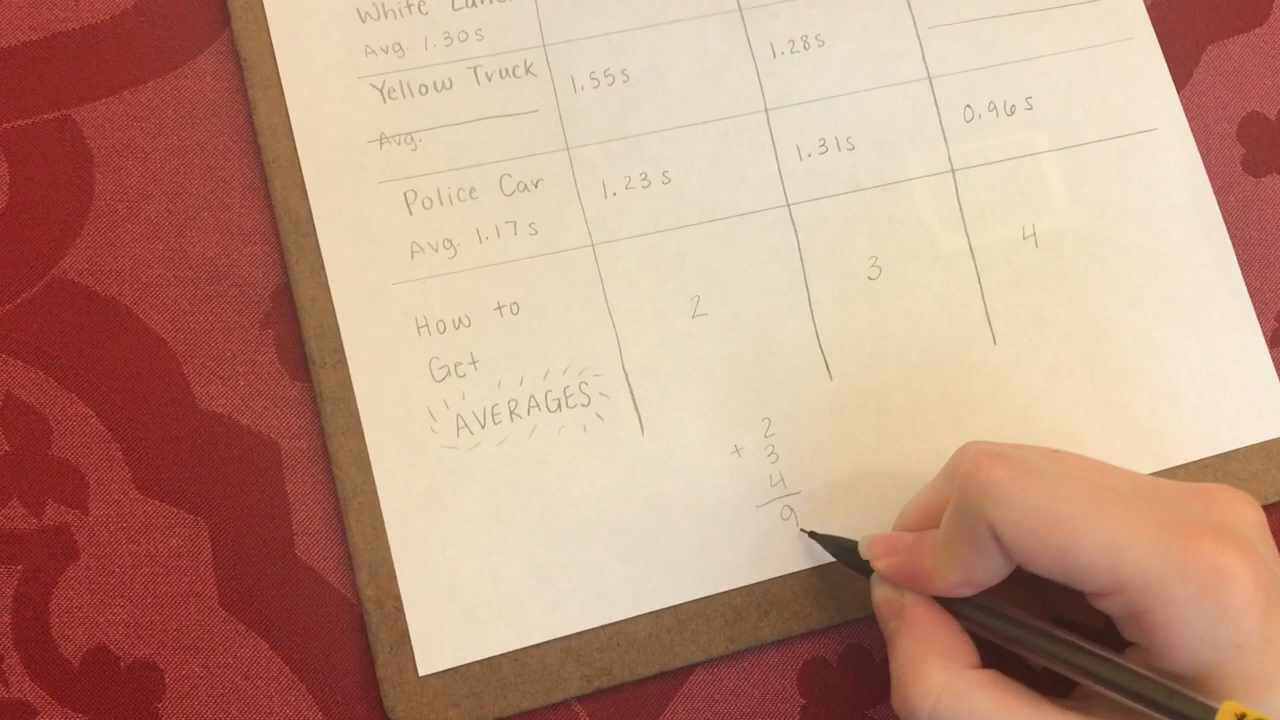 White
Avg. 1.30s
Yellow Truck 1.55s 1.28s
Avg.
Police Car 1.23s 1.31s 0.96s
Avg. 1.17s
How to 2 3 4
Get
AVERAGES
2
+ 3
4
9